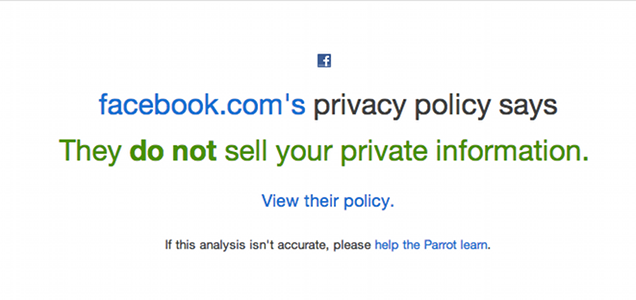 facebook.com's privacy policy says
They do not sell your private information.
View their policy.
If this analysis isn't accurate, please help the Parrot learn.